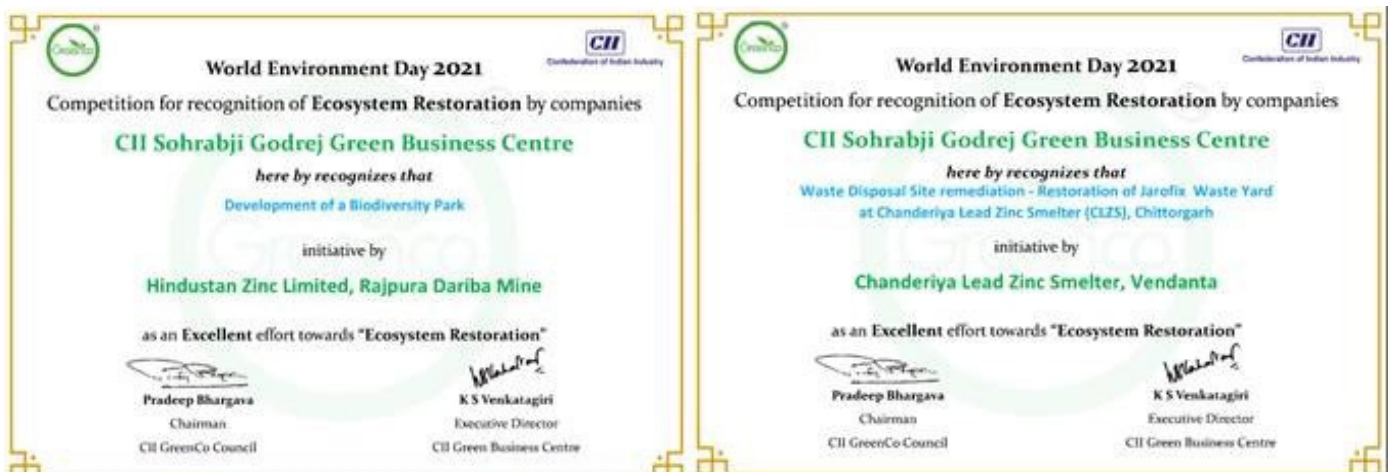 GreenCo
CII
Confederation of Indian Industry
World Environment Day 2021
Competition for recognition of Ecosystem Restoration by companies
CII Sohrabji Godrej Green Business Centre
here by recognizes that
Development of a Biodiversity Park
initiative by
Hindustan Zinc Limited, Rajpura Dariba Mine
as an Excellent effort towards "Ecosystem Restoration"
Pradeep Bhargava
Chairman
CII GreenCo Council
K S Venkatagiri
Executive Director
CII Green Business Centre
GreenCo
CII
Confederation of Indian Industry
World Environment Day 2021
Competition for recognition of Ecosystem Restoration by companies
CII Sohrabji Godrej Green Business Centre
here by recognizes that
Waste Disposal Site remediation - Restoration of Jarofix Waste Yard
at Chanderiya Lead Zinc Smelter (CLZS), Chittorgarh
initiative by
Chanderiya Lead Zinc Smelter, Vendanta
as an Excellent effort towards "Ecosystem Restoration"
Pradeep Bhargava
Chairman
CII GreenCo Council
K S Venkatagiri
Executive Director
CII Green Business Centre